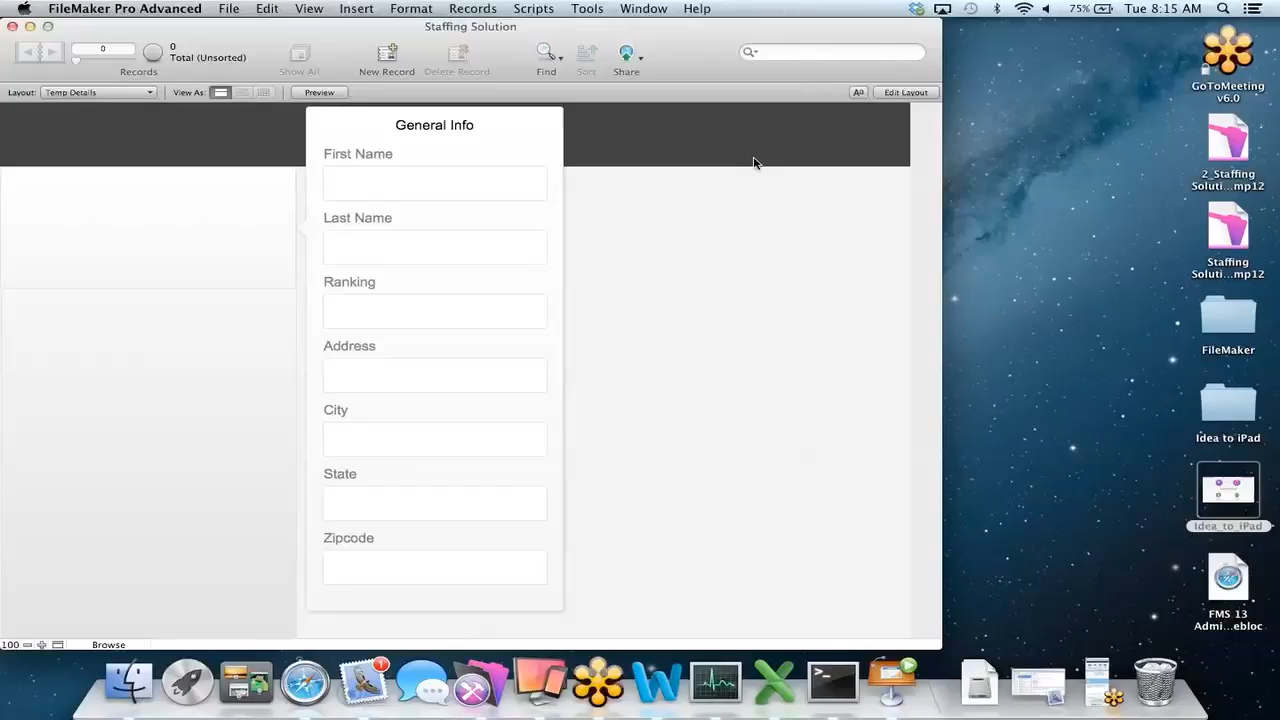 FileMaker Pro Advanced File Edit View Insert Format Records Scripts Tools Window Help 75% Tue 8:15 AM
Staffing Solution
0
0
Total (Unsorted)
Records
Show All
New Record
Delete Record
Find
Sort
Share
Layout: Temp Details View As: Preview Aa Edit Layout
General Info
First Name
Last Name
Ranking
Address
City
State
Zipcode
100 Browse
GoToMeeting
v6.0
2_Staffing
Soluti...mp12
Staffing
Soluti...mp12
FileMaker
Idea to iPad
Idea_to_iPad
FMS 13
Admi...ebloc
1